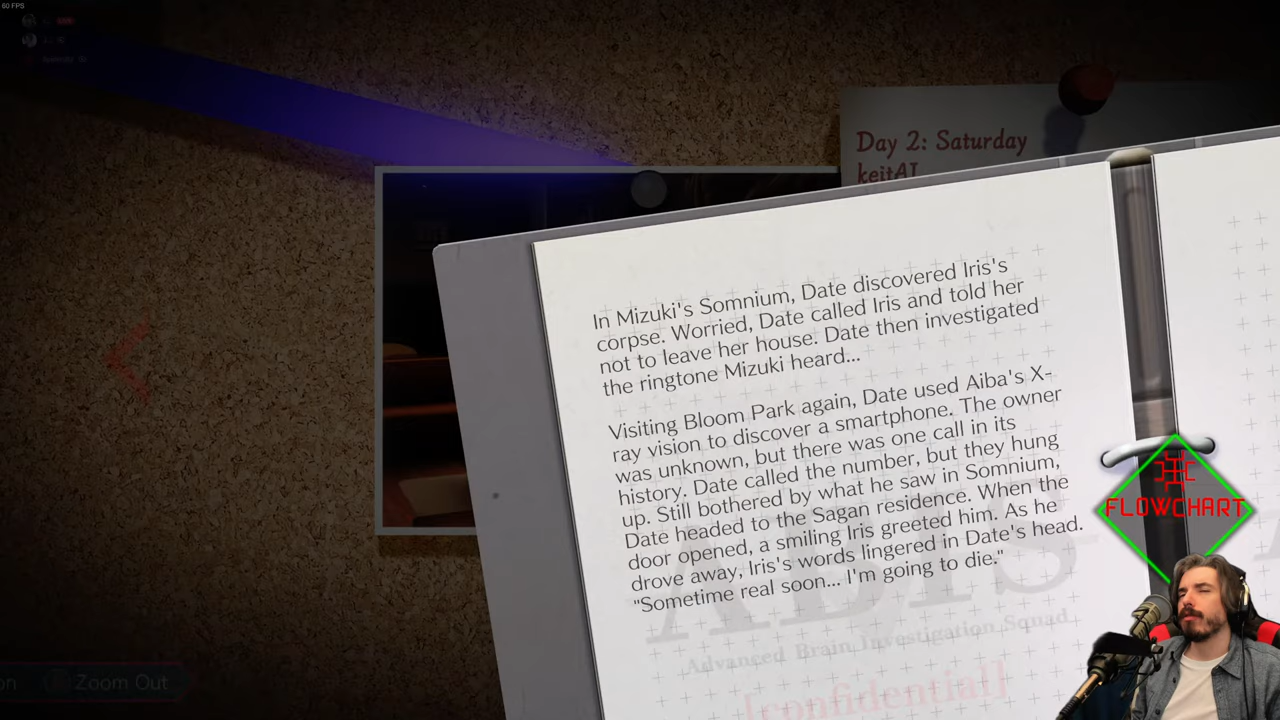 60 FPS
LIVE
Day 2: Saturday
keitAI
In Mizuki's Somnium, Date discovered Iris's
corpse. Worried, Date called Iris and told her
not to leave her house. Date then investigated
the ringtone Mizuki heard...
Visiting Bloom Park again, Date used Aiba's X-
ray vision to discover a smartphone. The owner
was unknown, but there was one call in its
history. Date called the number, but they hung
up. Still bothered by what he saw in Somnium,
Date headed to the Sagan residence. When the
door opened, a smiling Iris greeted him. As he
drove away, Iris's words lingered in Date's head.
"Sometime real soon... I'm going to die."
ABIS
Advanced Brain Investigation Squad
[confidential]
FLOWCHART
on
Zoom Out